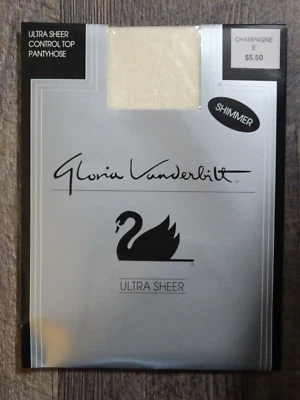 ULTRA SHEER
CONTROL TOP
PANTYHOSE
CHAMPAGNE
E
$5.50
SHIMMER
Gloria Vanderbilt
ULTRA SHEER